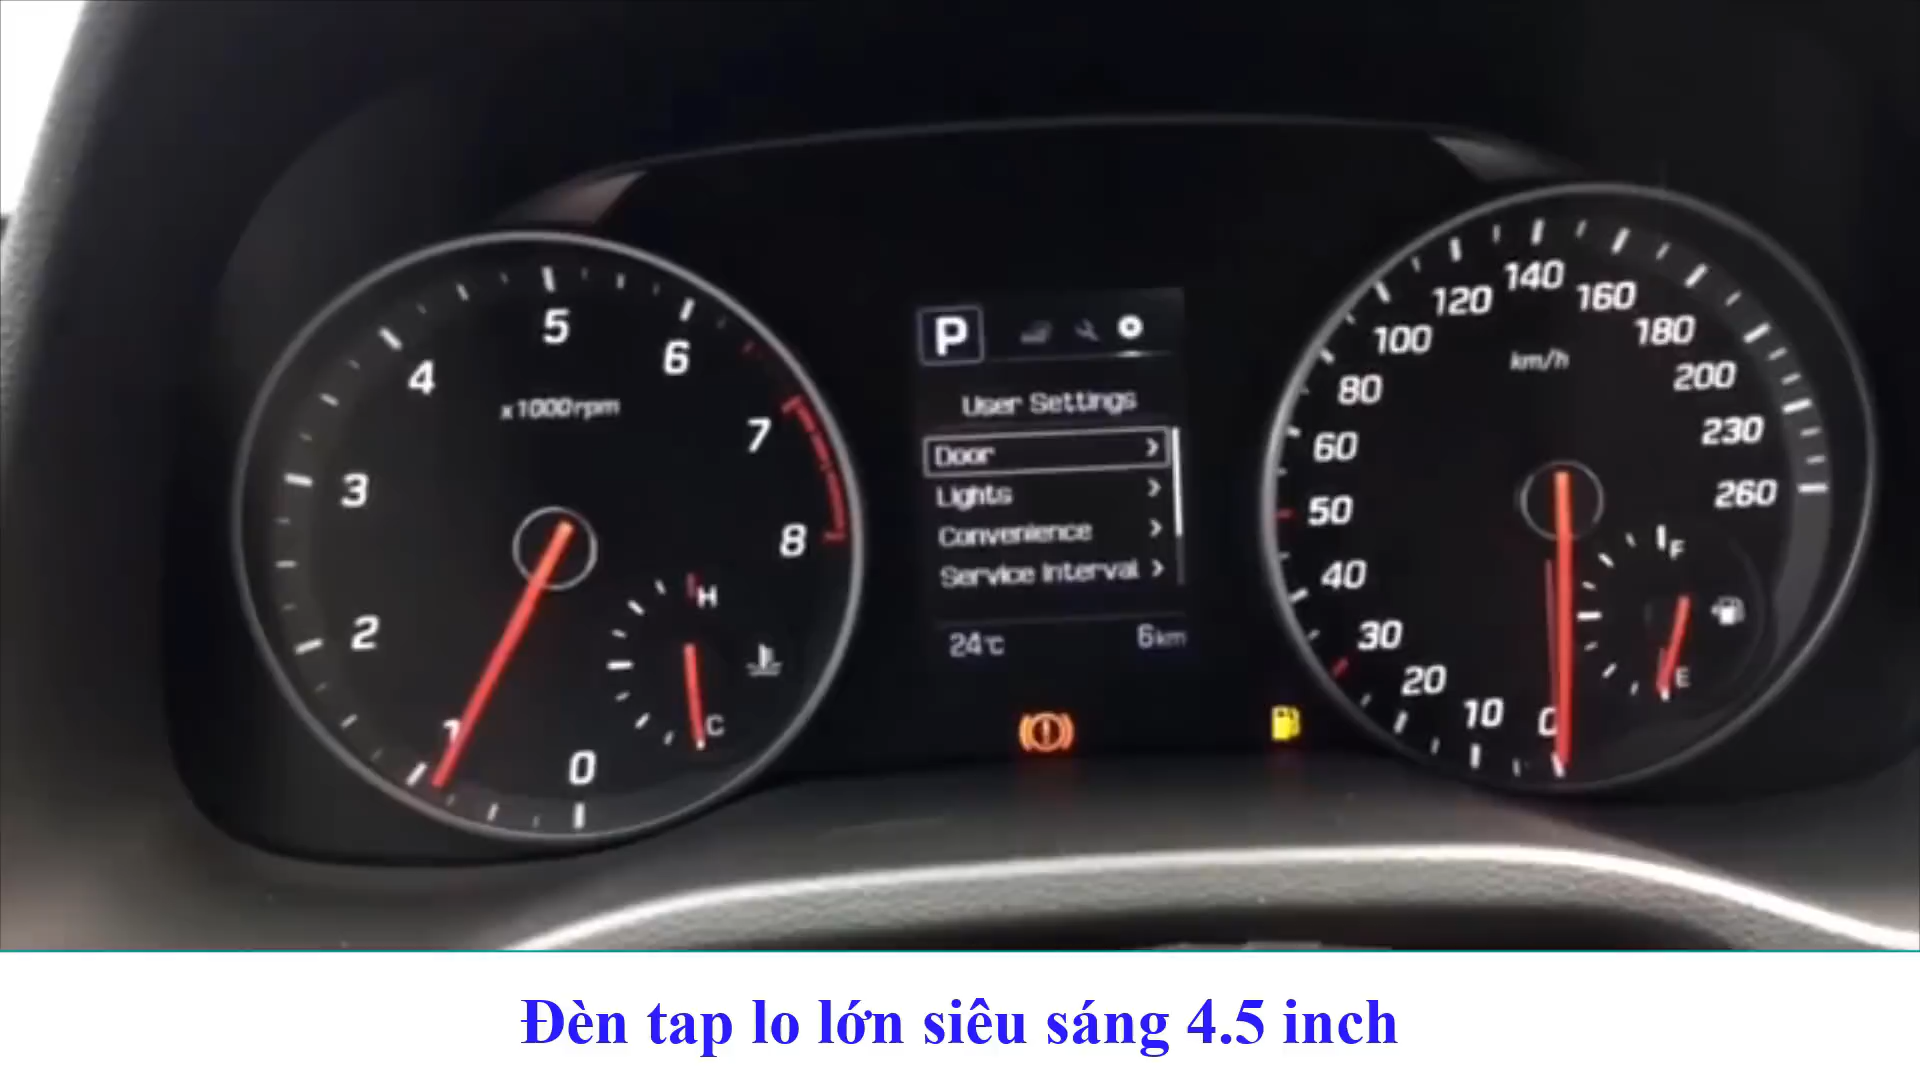 5
4
6
x1000rpm
3
7
8
2
H
1
C
0
P
User Settings
Door
Lights
Convenience
Service Interval
24°C 6km
140
120
160
100
180
km/h
80
200
60
230
50
260
40
F
30
20
E
10
0
Đèn tap lo lớn siêu sáng 4.5 inch